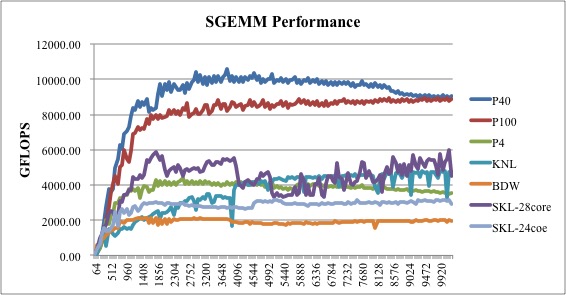 SGEMM Performance
12000.00
10000.00
8000.00
6000.00
4000.00
2000.00
0.00
GFLOPS
64 512 960 1408 1856 2304 2752 3200 3648 4096 4544 4992 5440 5888 6336 6784 7232 7680 8128 8576 9024 9472 9920
P40
P100
P4
KNL
BDW
SKL-28core
SKL-24coe